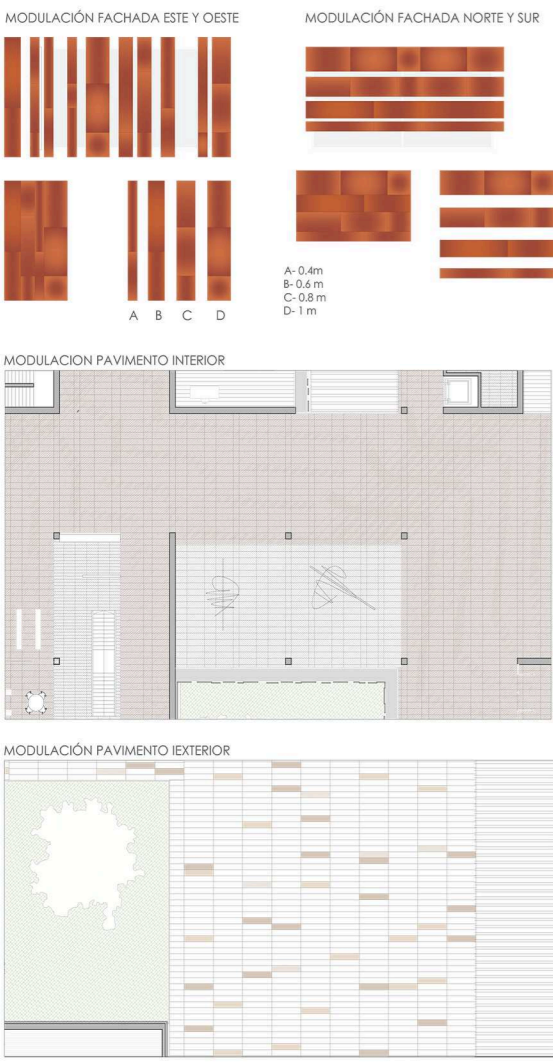 MODULACIÓN FACHADA ESTE Y OESTE
MODULACIÓN FACHADA NORTE Y SUR
A- 0.4m
B- 0.6 m
C- 0.8 m
D- 1 m
A B C D
MODULACION PAVIMENTO INTERIOR
MODULACIÓN PAVIMENTO IEXTERIOR